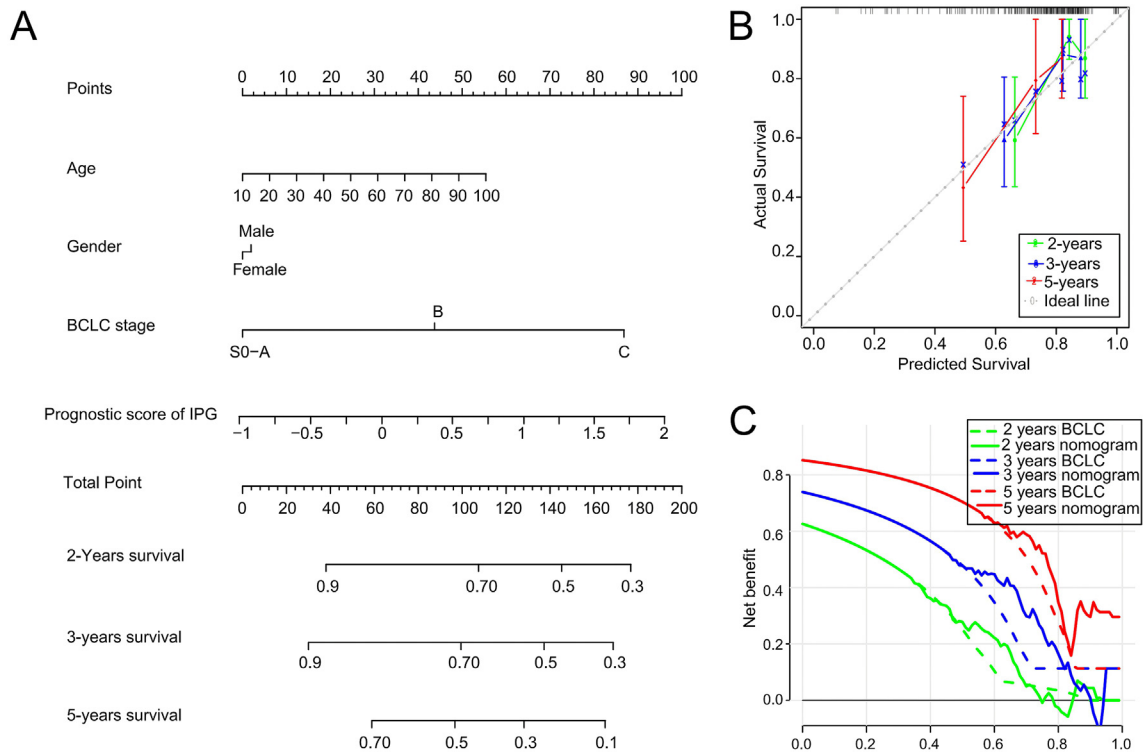 A
Points
0 10 20 30 40 50 60 70 80 90 100
Age
10 20 30 40 50 60 70 80 90 100
Male
Gender
Female
B
BCLC stage
S0−A C
Prognostic score of IPG
−1 −0.5 0 0.5 1 1.5 2
Total Point
0 20 40 60 80 100 120 140 160 180 200
2-Years survival
0.9 0.70 0.5 0.3
3-years survival
0.9 0.70 0.5 0.3
5-years survival
0.70 0.5 0.3 0.1
B
Actual Survival
1.0
0.8
0.6
0.4
0.2
0.0
2-years
3-years
5-years
Ideal line
0.0 0.2 0.4 0.6 0.8 1.0
Predicted Survival
C
2 years BCLC
2 years nomogram
3 years BCLC
3 years nomogram
5 years BCLC
5 years nomogram
Net benefit
0.8
0.6
0.4
0.2
0.0
0.0 0.2 0.4 0.6 0.8 1.0